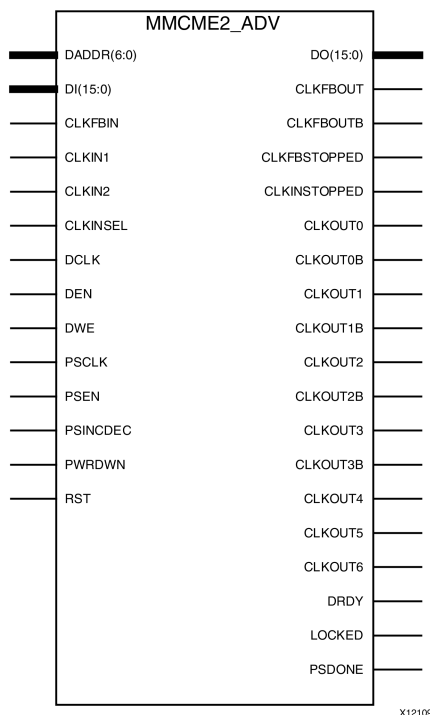 MMCME2_ADV
DADDR(6:0) DO(15:0)
DI(15:0) CLKFBOUT
CLKFBIN CLKFBOUTB
CLKIN1 CLKFBSTOPPED
CLKIN2 CLKINSTOPPED
CLKINSEL CLKOUT0
DCLK CLKOUT0B
DEN CLKOUT1
DWE CLKOUT1B
PSCLK CLKOUT2
PSEN CLKOUT2B
PSINCDEC CLKOUT3
PWRDWN CLKOUT3B
RST CLKOUT4
CLKOUT5
CLKOUT6
DRDY
LOCKED
PSDONE
X12109